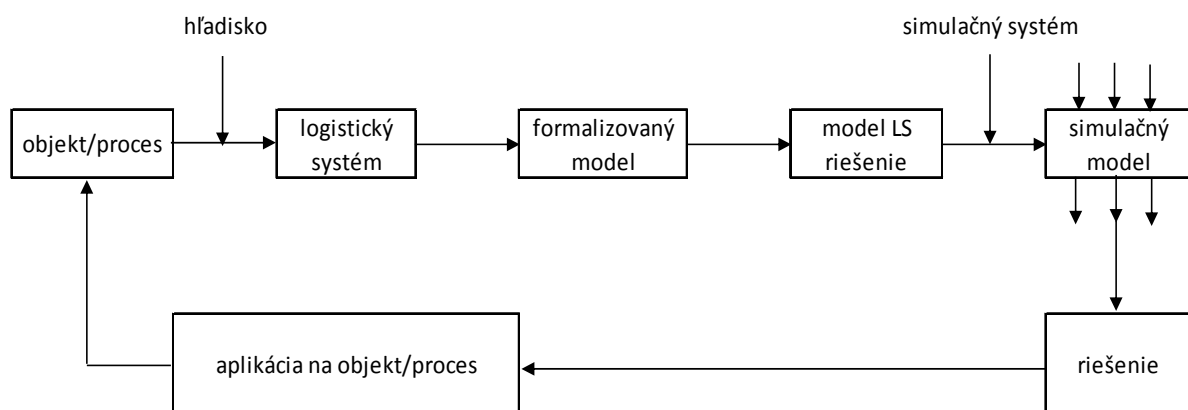 hľadisko
simulačný systém
objekt/proces
logistický
systém
formalizovaný
model
model LS
riešenie
simulačný
model
aplikácia na objekt/proces
riešenie